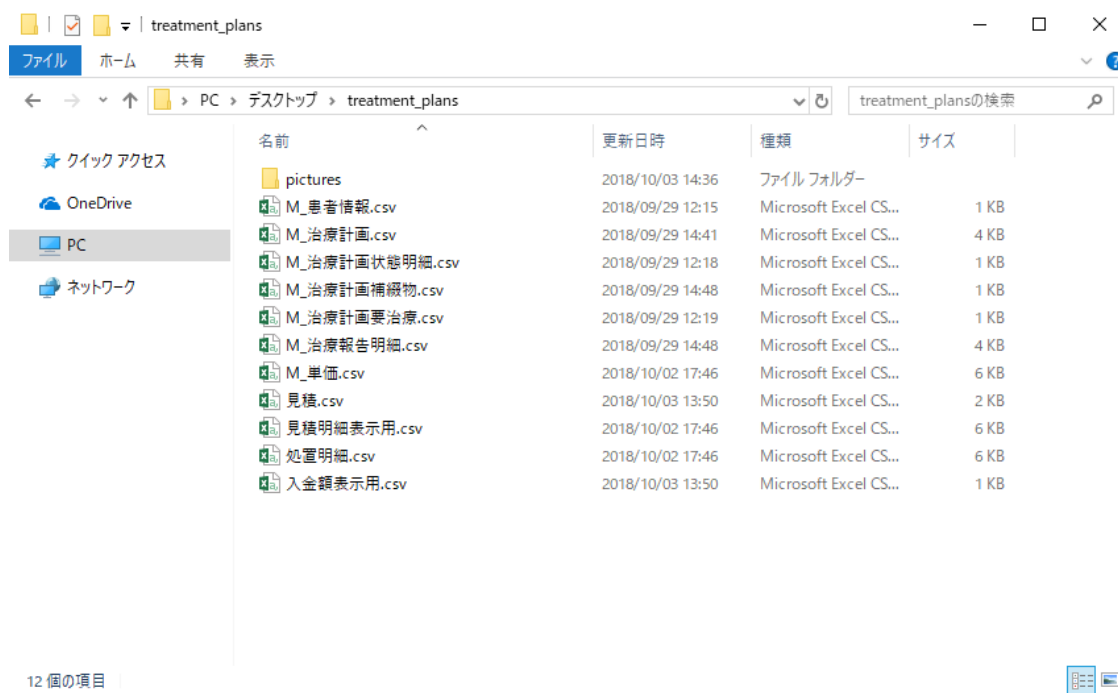 treatment_plans
ファイル ホーム 共有 表示
PC デスクトップ treatment_plans treatment_plansの検索
クイック アクセス
OneDrive
PC
ネットワーク
名前 更新日時 種類 サイズ
pictures 2018/10/03 14:36 ファイル フォルダー
M_患者情報.csv 2018/09/29 12:15 Microsoft Excel CS... 1 KB
M_治療計画.csv 2018/09/29 14:41 Microsoft Excel CS... 4 KB
M_治療計画状態明細.csv 2018/09/29 12:18 Microsoft Excel CS... 1 KB
M_治療計画補綴物.csv 2018/09/29 14:48 Microsoft Excel CS... 1 KB
M_治療計画要治療.csv 2018/09/29 12:19 Microsoft Excel CS... 1 KB
M_治療報告明細.csv 2018/09/29 14:48 Microsoft Excel CS... 4 KB
M_単価.csv 2018/10/02 17:46 Microsoft Excel CS... 6 KB
見積.csv 2018/10/03 13:50 Microsoft Excel CS... 2 KB
見積明細表示用.csv 2018/10/02 17:46 Microsoft Excel CS... 6 KB
処置明細.csv 2018/10/02 17:46 Microsoft Excel CS... 6 KB
入金額表示用.csv 2018/10/03 13:50 Microsoft Excel CS... 1 KB
12 個の項目